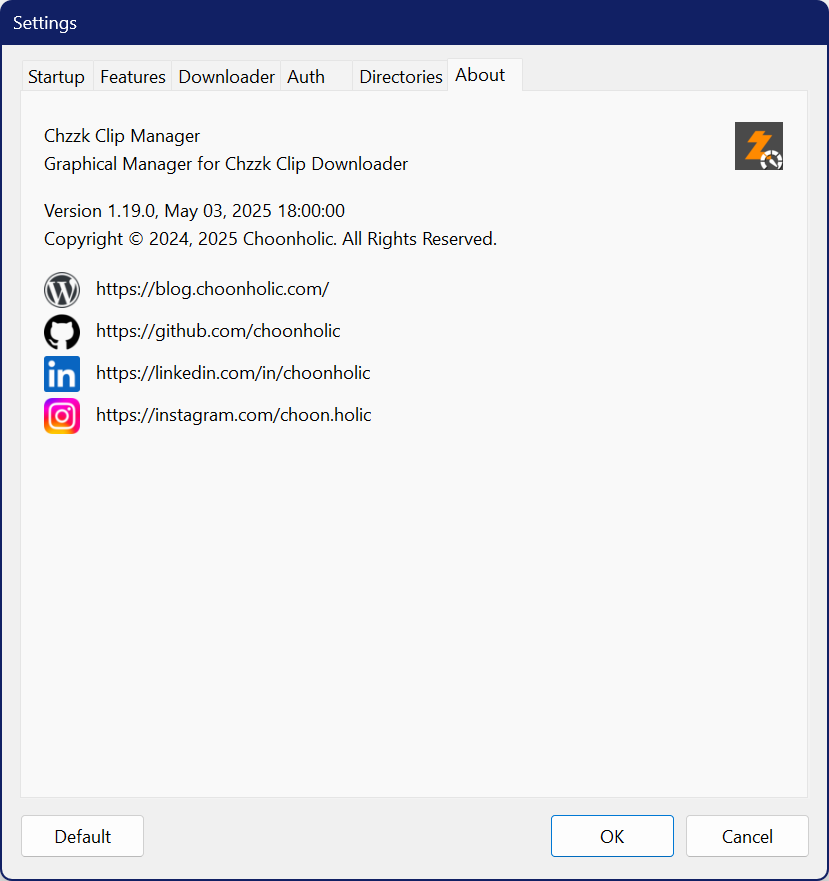 Settings
Startup Features Downloader Auth Directories About
Chzzk Clip Manager
Graphical Manager for Chzzk Clip Downloader
Version 1.19.0, May 03, 2025 18:00:00
Copyright © 2024, 2025 Choonholic. All Rights Reserved.
https://blog.choonholic.com/
https://github.com/choonholic
https://linkedin.com/in/choonholic
https://instagram.com/choon.holic
Default OK Cancel